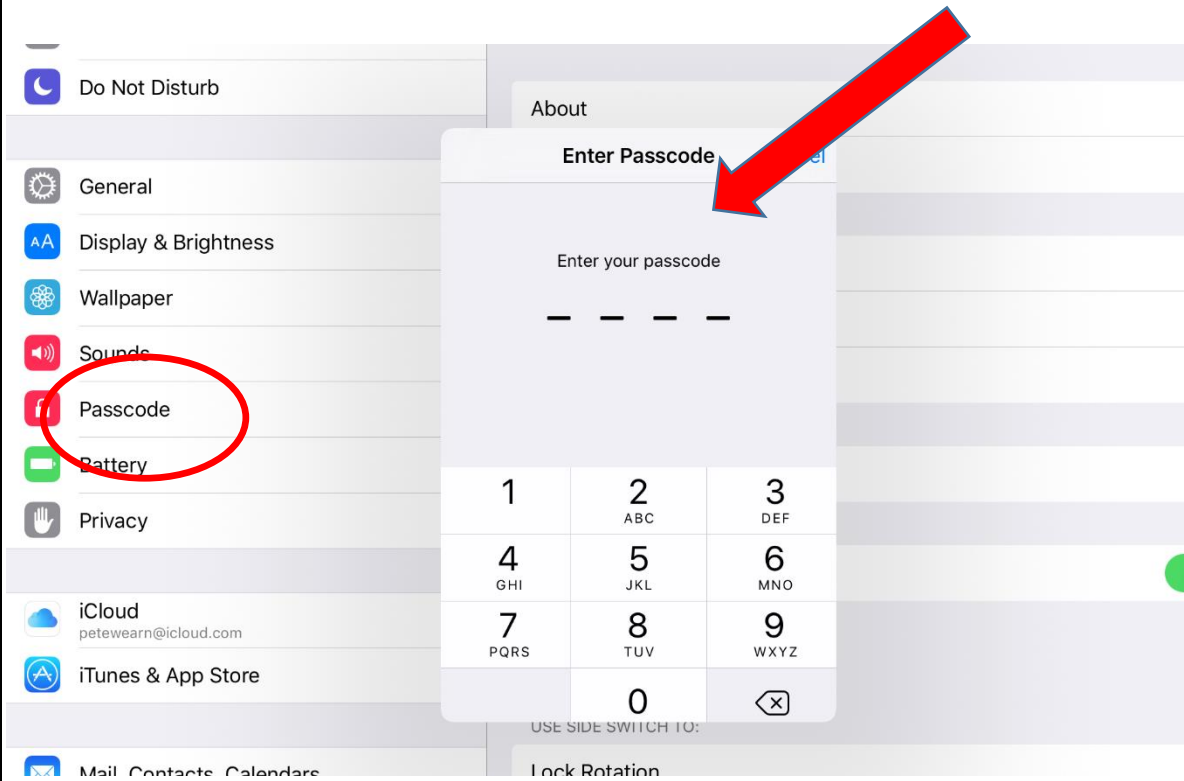 Do Not Disturb
General
AA
Display & Brightness
Wallpaper
Sounds
Passcode
Battery
Privacy
iCloud
petewearn@icloud.com
iTunes & App Store
Mail, Contacts, Calendars
About
Enter Passcode
Enter your passcode
1
2
ABC
3
DEF
4
GHI
5
JKL
6
MNO
7
PQRS
8
TUV
9
WXYZ
0
USE SIDE SWITCH TO:
Lock Rotation